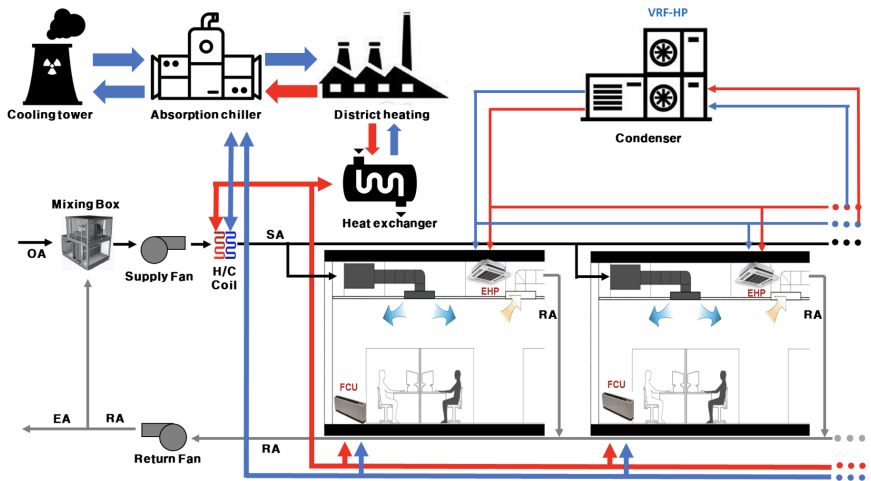 VRF-HP
Cooling tower
Absorption chiller
District heating
Condenser
Mixing Box
Heat exchanger
OA
Supply Fan
H/C
Coil
SA
EHP
RA
EHP
RA
FCU
FCU
EA
RA
Return Fan
RA